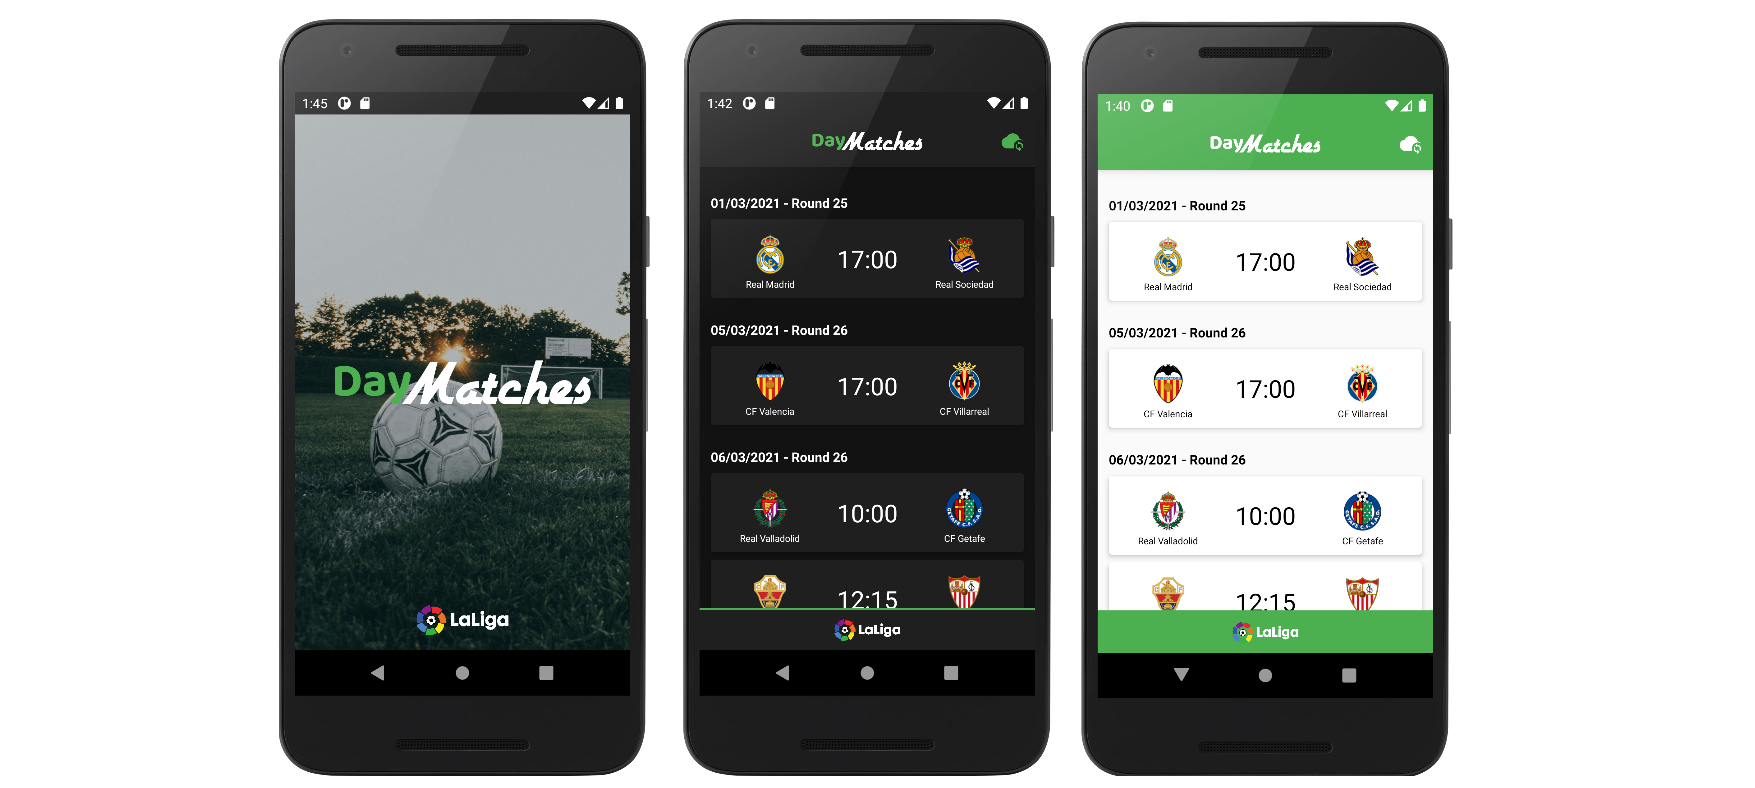 1:45
DayMatches
LaLiga
1:42
DayMatches
01/03/2021 - Round 25
17:00
Real Madrid
Real Sociedad
05/03/2021 - Round 26
17:00
CF Valencia
CF Villarreal
06/03/2021 - Round 26
10:00
Real Valladolid
CF Getafe
12:15
LaLiga
1:40
DayMatches
01/03/2021 - Round 25
17:00
Real Madrid
Real Sociedad
05/03/2021 - Round 26
17:00
CF Valencia
CF Villarreal
06/03/2021 - Round 26
10:00
Real Valladolid
CF Getafe
12:15
LaLiga